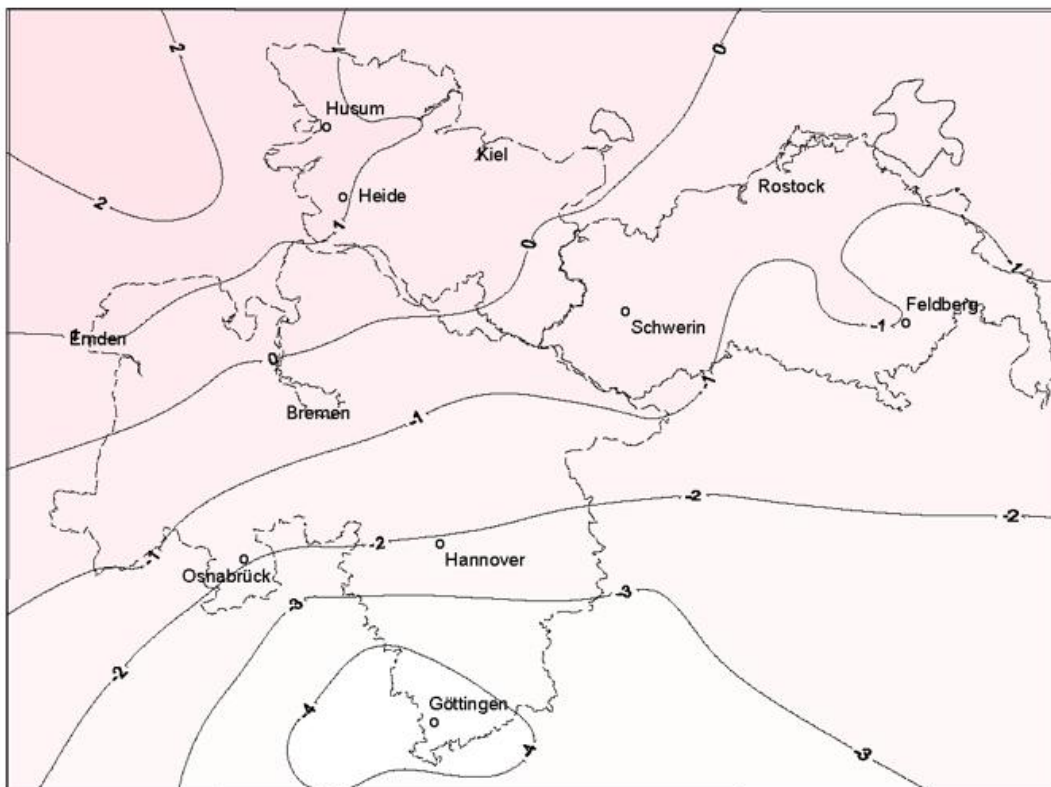 2
1
0
Husum
Kiel
Rostock
2
Heide
1
0
-1
Feldberg
-1
Schwerin
1
Emden
0
-1
Bremen
-1
-2
-2
-2
Hannover
-1
Osnabrück
-3
-3
-2
Göttingen
-4
-4
-3